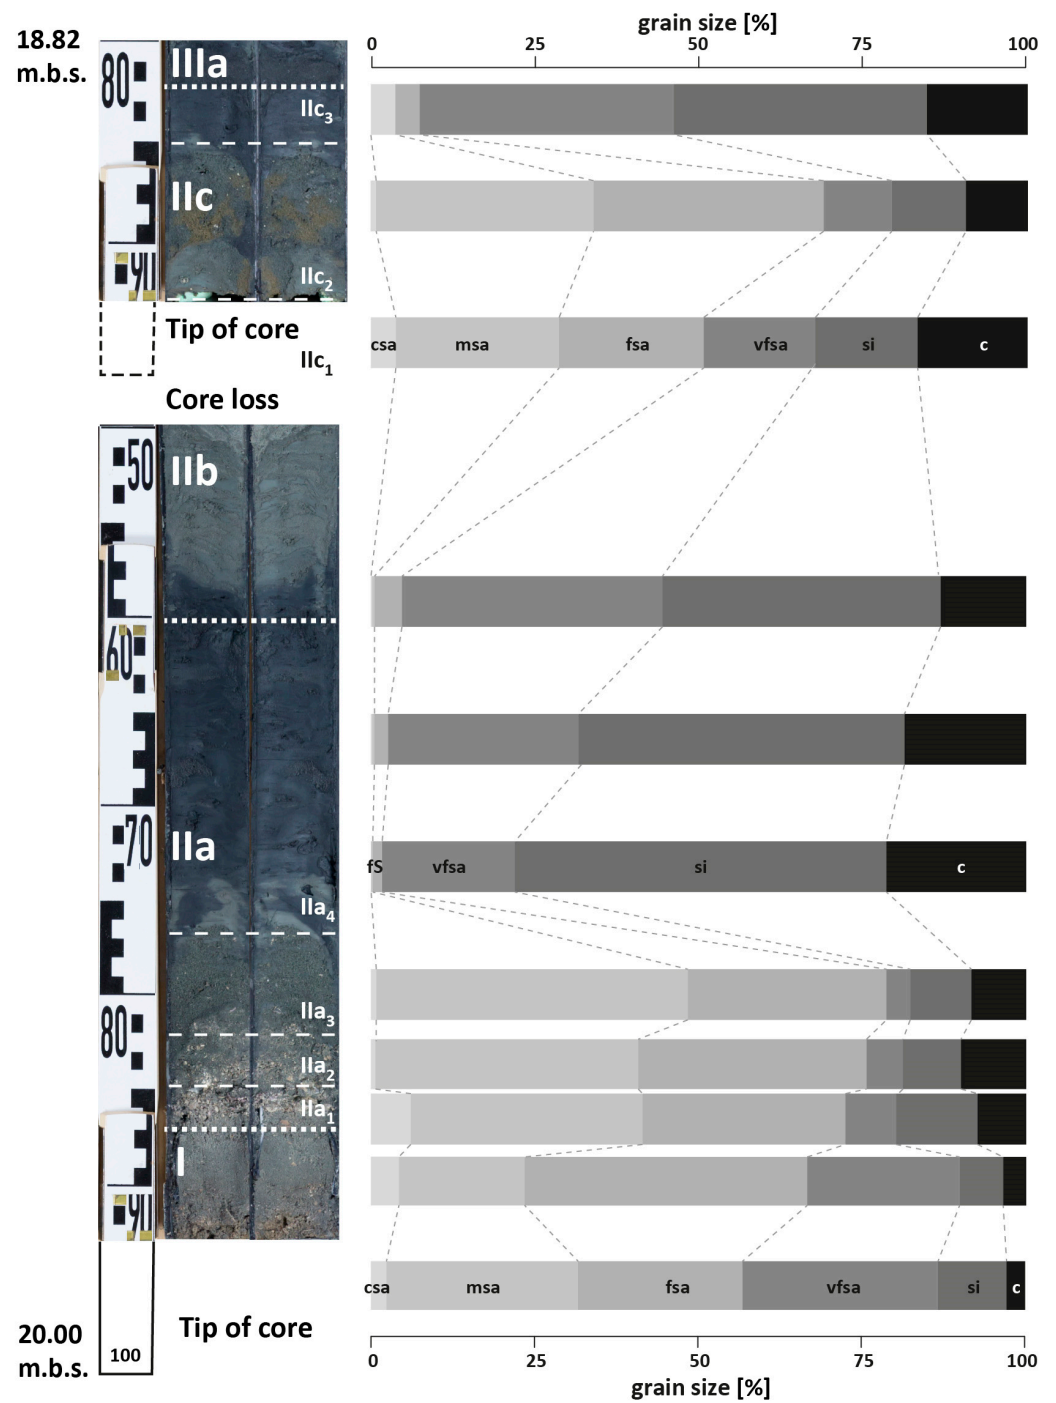 grain size [%]
0 25 50 75 100
18.82
m.b.s.
80
IIIa
IIc3
IIc
90
IIc2
Tip of core
IIc1
csa msa fsa vfsa si c
Core loss
50
IIb
60
70
IIa
fS vfsa si c
IIa4
IIa3
80
IIa2
IIa1
I
90
csa msa fsa vfsa si c
Tip of core
20.00
m.b.s.
100
0 25 50 75 100
grain size [%]